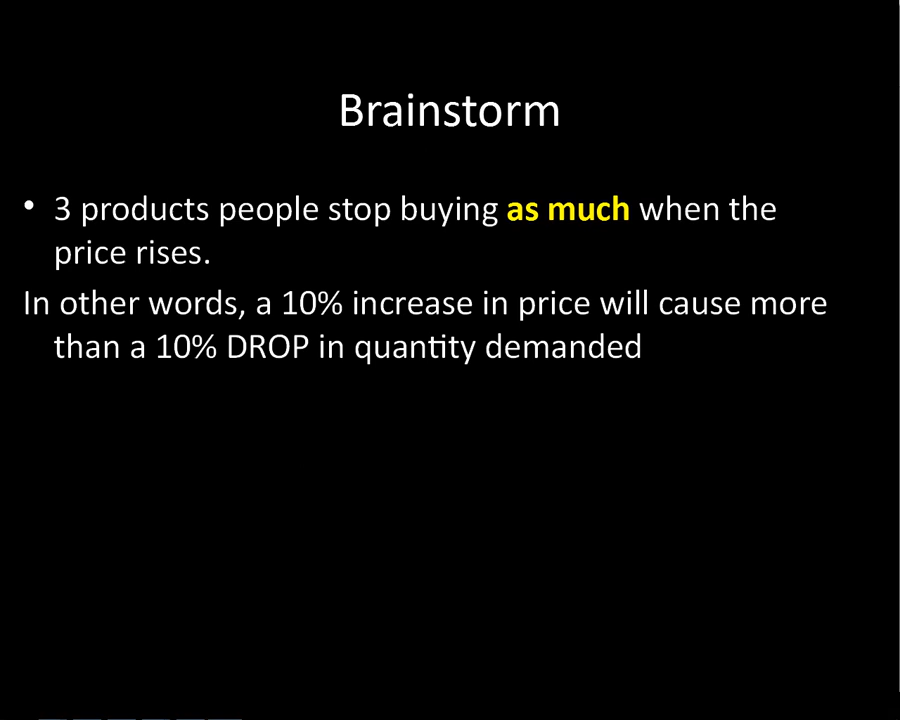 Brainstorm
• 3 products people stop buying as much when the
price rises.
In other words, a 10% increase in price will cause more
than a 10% DROP in quantity demanded